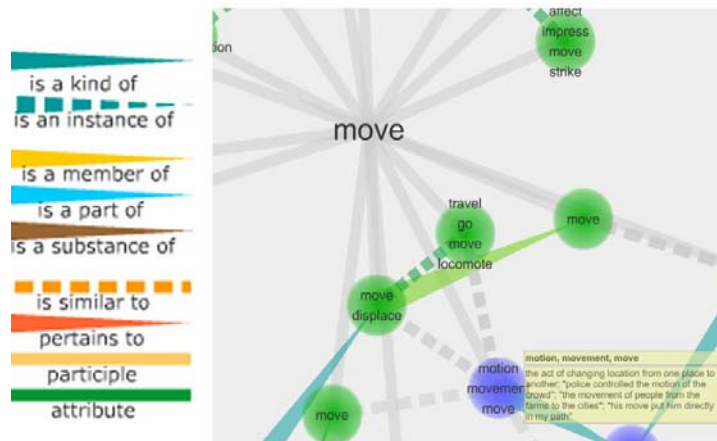 is a kind of
is an instance of
is a member of
is a part of
is a substance of
is similar to
pertains to
participle
attribute
affect
impress
move
strike
move
travel
go
move
locomote
move
move
displace
motion
movement
move
move
motion, movement, move
the act of changing location from one place to
another; "police controlled the motion of the
crowd"; "the movement of people from the
farms to the cities"; "his move put him directly
in my path"